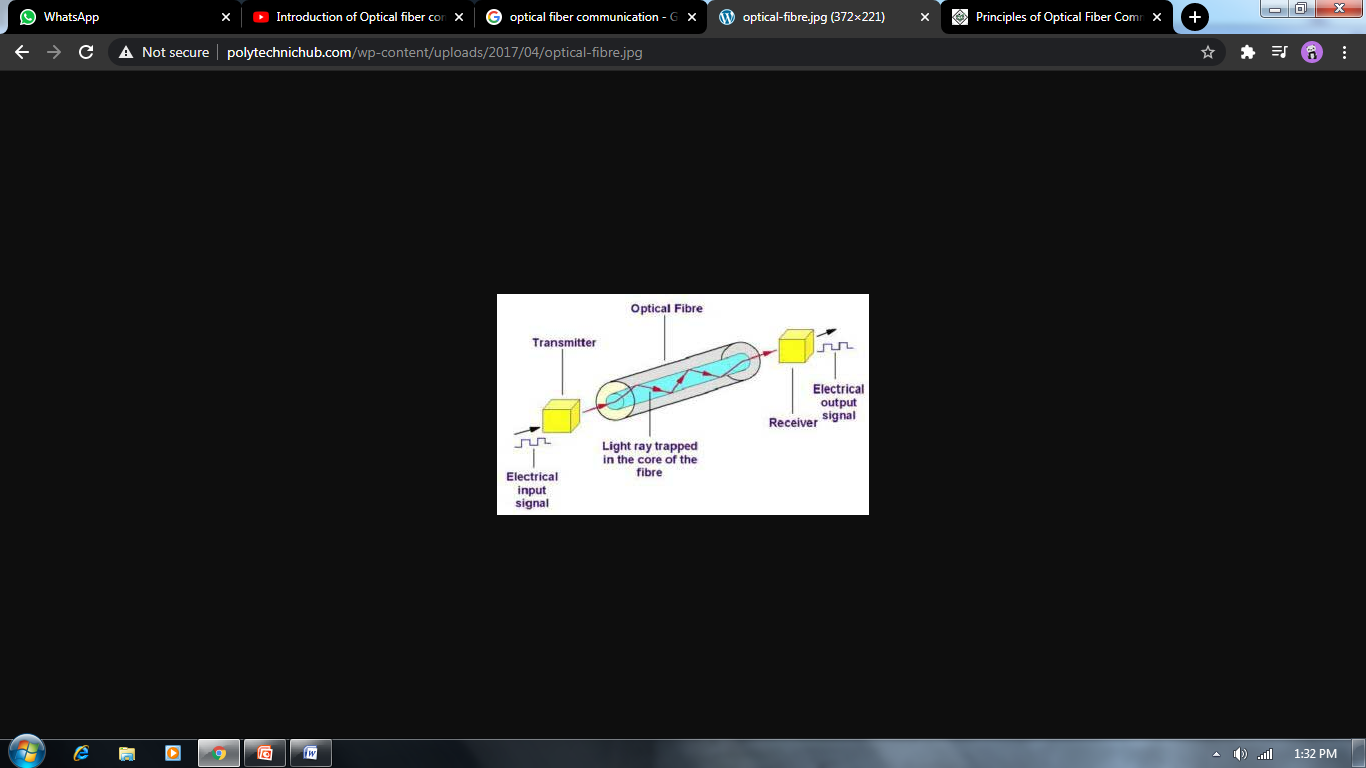 WhatsApp
Introduction of Optical fiber cor
optical fiber communication - G
optical-fibre.jpg (372×221)
Principles of Optical Fiber Comm
Not secure
polytechnichub.com/wp-content/uploads/2017/04/optical-fibre.jpg
Optical Fibre
Transmitter
Electrical
output
signal
Receiver
Light ray trapped
in the core of the
fibre
Electrical
input
signal
1:32 PM